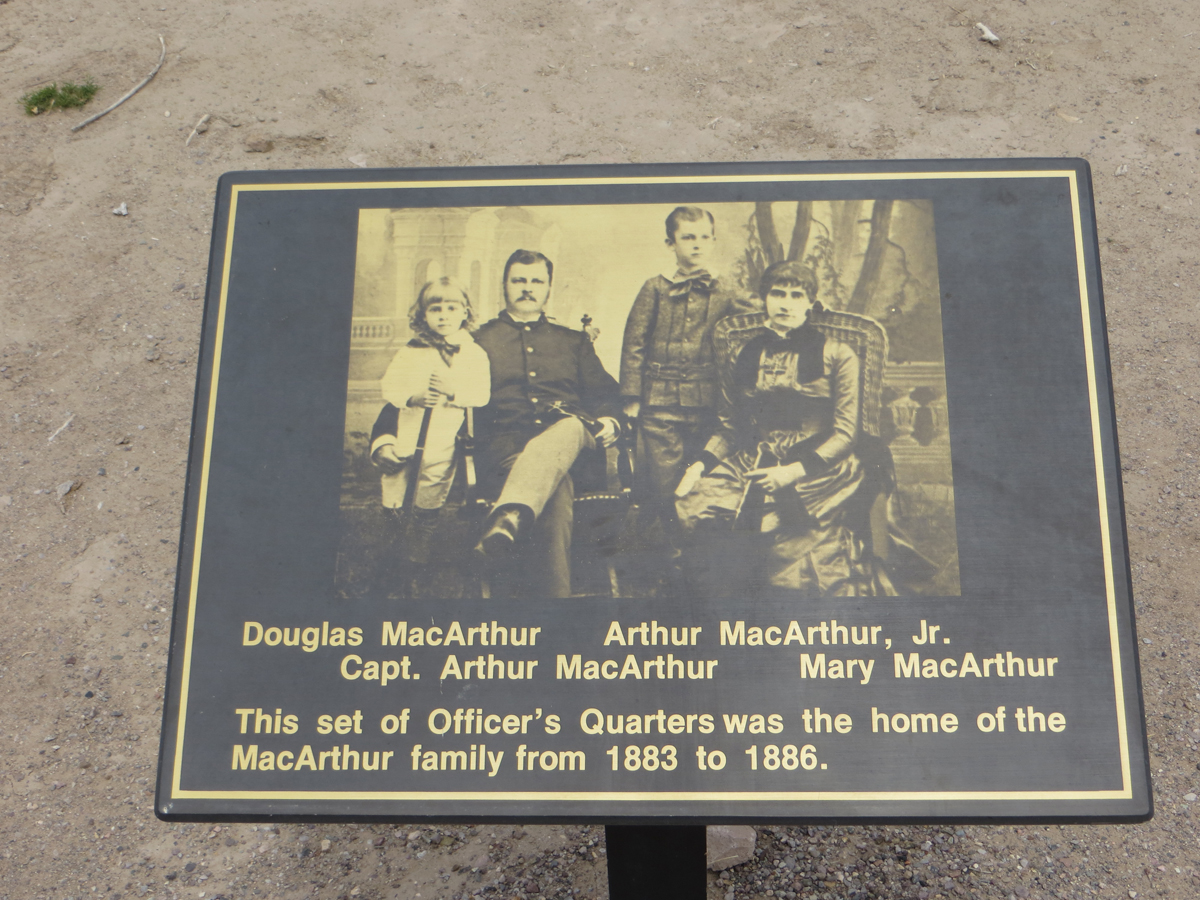 Douglas MacArthur Arthur MacArthur, Jr.
Capt. Arthur MacArthur Mary MacArthur
This set of Officer's Quarters was the home of the
MacArthur family from 1883 to 1886.